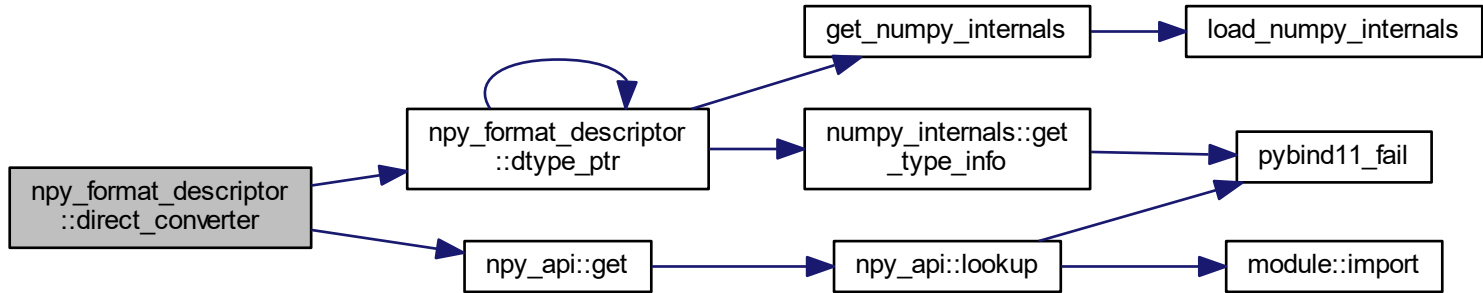 npy_format_descriptor
::direct_converter
npy_format_descriptor
::dtype_ptr
get_numpy_internals
load_numpy_internals
numpy_internals::get
_type_info
pybind11_fail
npy_api::get
npy_api::lookup
module::import